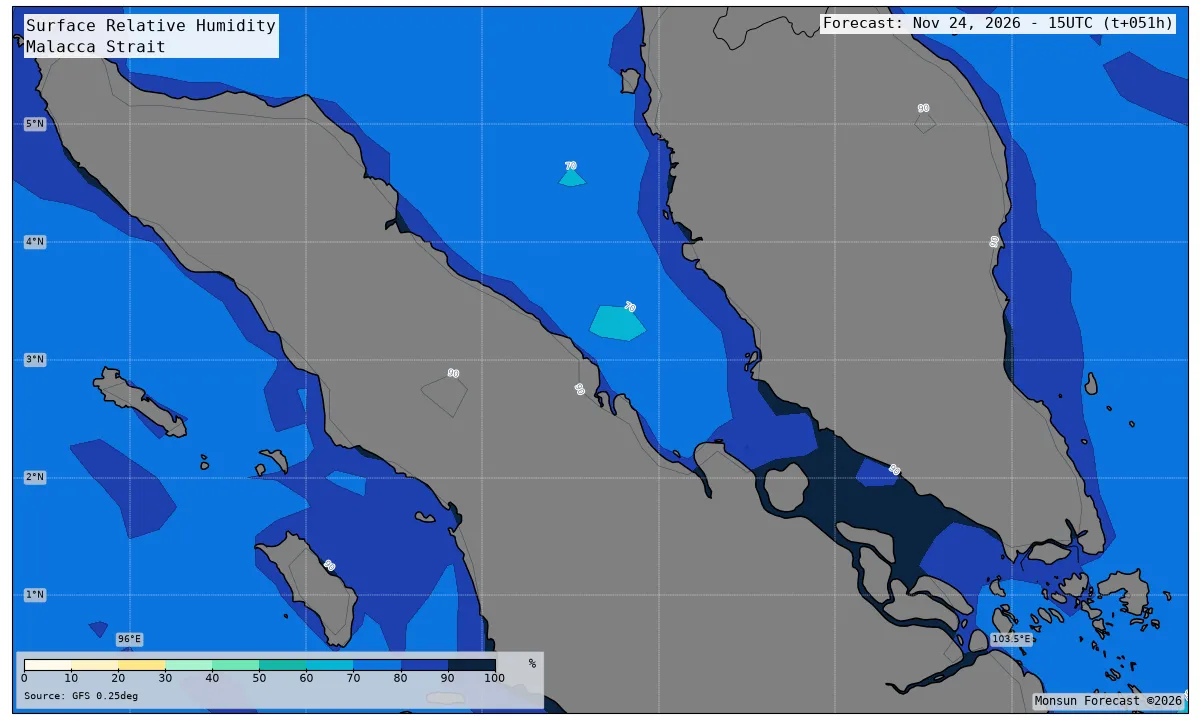 Surface Relative Humidity
Malacca Strait
Forecast: Nov 24, 2026 - 15UTC (t+051h)
90
5°N
70
4°N
90
70
3°N
90
90
2°N
90
90
1°N
96°E
103.5°E
%
0 10 20 30 40 50 60 70 80 90 100
Source: GFS 0.25deg
Monsun Forecast ©2026